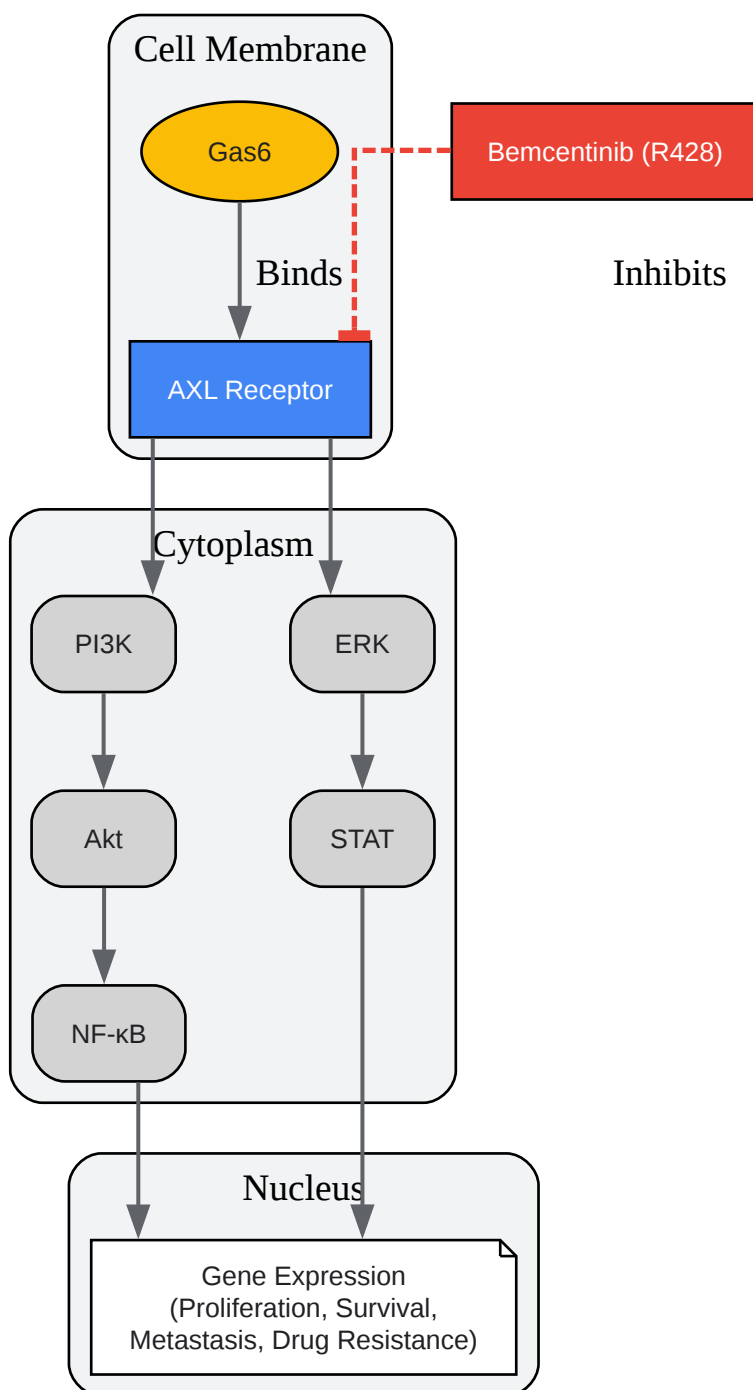 Cell Membrane
Gas6
Bemcentinib (R428)
Binds
Inhibits
AXL Receptor
Cytoplasm
PI3K
ERK
Akt
STAT
NF-κB
Nucleus
Gene Expression
(Proliferation, Survival,
Metastasis, Drug Resistance)